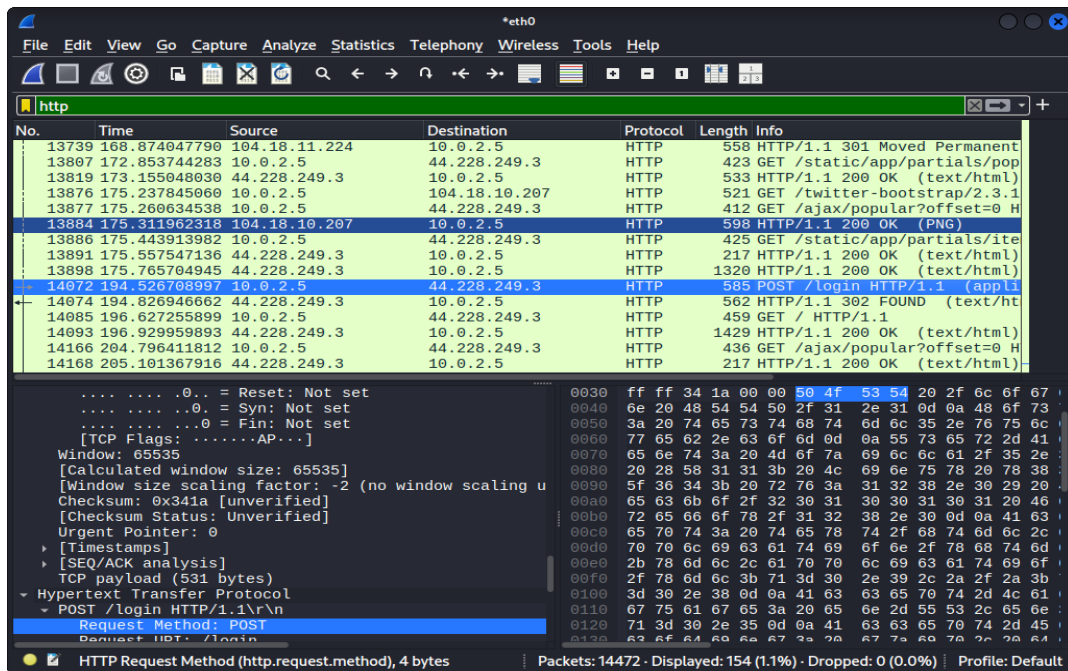 *eth0
File Edit View Go Capture Analyze Statistics Telephony Wireless Tools Help
http
No. Time Source Destination Protocol Length Info
13739 168.874047790 104.18.11.224 10.0.2.5 HTTP 558 HTTP/1.1 301 Moved Permanent
13807 172.853744283 10.0.2.5 44.228.249.3 HTTP 423 GET /static/app/partials/pop
13819 173.155048030 44.228.249.3 10.0.2.5 HTTP 533 HTTP/1.1 200 OK (text/html)
13876 175.237845060 10.0.2.5 104.18.10.207 HTTP 521 GET /twitter-bootstrap/2.3.1
13877 175.260634538 10.0.2.5 44.228.249.3 HTTP 412 GET /ajax/popular?offset=0 H
13884 175.311962318 104.18.10.207 10.0.2.5 HTTP 598 HTTP/1.1 200 OK (PNG)
13886 175.443913982 10.0.2.5 44.228.249.3 HTTP 425 GET /static/app/partials/ite
13891 175.557547136 44.228.249.3 10.0.2.5 HTTP 217 HTTP/1.1 200 OK (text/html)
13898 175.765704945 44.228.249.3 10.0.2.5 HTTP 1320 HTTP/1.1 200 OK (text/html)
14072 194.526708997 10.0.2.5 44.228.249.3 HTTP 585 POST /login HTTP/1.1 (appli
14074 194.826946662 44.228.249.3 10.0.2.5 HTTP 562 HTTP/1.1 302 FOUND (text/ht
14085 196.627255899 10.0.2.5 44.228.249.3 HTTP 459 GET / HTTP/1.1
14093 196.929959893 44.228.249.3 10.0.2.5 HTTP 1429 HTTP/1.1 200 OK (text/html)
14166 204.796411812 10.0.2.5 44.228.249.3 HTTP 436 GET /ajax/popular?offset=0 H
14168 205.101367916 44.228.249.3 10.0.2.5 HTTP 217 HTTP/1.1 200 OK (text/html)
.... .... .0.. = Reset: Not set
.... .... ..0. = Syn: Not set
.... .... ...0 = Fin: Not set
[TCP Flags: ·······AP···]
Window: 65535
[Calculated window size: 65535]
[Window size scaling factor: -2 (no window scaling u
Checksum: 0x341a [unverified]
[Checksum Status: Unverified]
Urgent Pointer: 0
[Timestamps]
[SEQ/ACK analysis]
TCP payload (531 bytes)
Hypertext Transfer Protocol
POST /login HTTP/1.1\r\n
Request Method: POST
Request URI: /login
0030 ff ff 34 1a 00 00 50 4f 53 54 20 2f 6c 6f 67
0040 6e 20 48 54 54 50 2f 31 2e 31 0d 0a 48 6f 73
0050 3a 20 74 65 73 74 68 74 6d 6c 35 2e 76 75 6c
0060 77 65 62 2e 63 6f 6d 0d 0a 55 73 65 72 2d 41
0070 65 6e 74 3a 20 4d 6f 7a 69 6c 6c 61 2f 35 2e
0080 20 28 58 31 31 3b 20 4c 69 6e 75 78 20 78 38
0090 5f 36 34 3b 20 72 76 3a 31 32 38 2e 30 29 20
00a0 65 63 6b 6f 2f 32 30 31 30 30 31 30 31 20 46
00b0 72 65 66 6f 78 2f 31 32 38 2e 30 0d 0a 41 63
00c0 65 70 74 3a 20 74 65 78 74 2f 68 74 6d 6c 2c
00d0 70 70 6c 69 63 61 74 69 6f 6e 2f 78 68 74 6d
00e0 2b 78 6d 6c 2c 61 70 70 6c 69 63 61 74 69 6f
00f0 2f 78 6d 6c 3b 71 3d 30 2e 39 2c 2a 2f 2a 3b
0100 3d 30 2e 38 0d 0a 41 63 63 65 70 74 2d 4c 61
0110 67 75 61 67 65 3a 20 65 6e 2d 55 53 2c 65 6e
0120 71 3d 30 2e 35 0d 0a 41 63 63 65 70 74 2d 45
0130 63 6f 64 69 6e 67 3a 20 67 7a 69 70 2c 20 64
HTTP Request Method (http.request.method), 4 bytes Packets: 14472 · Displayed: 154 (1.1%) · Dropped: 0 (0.0%) Profile: Default